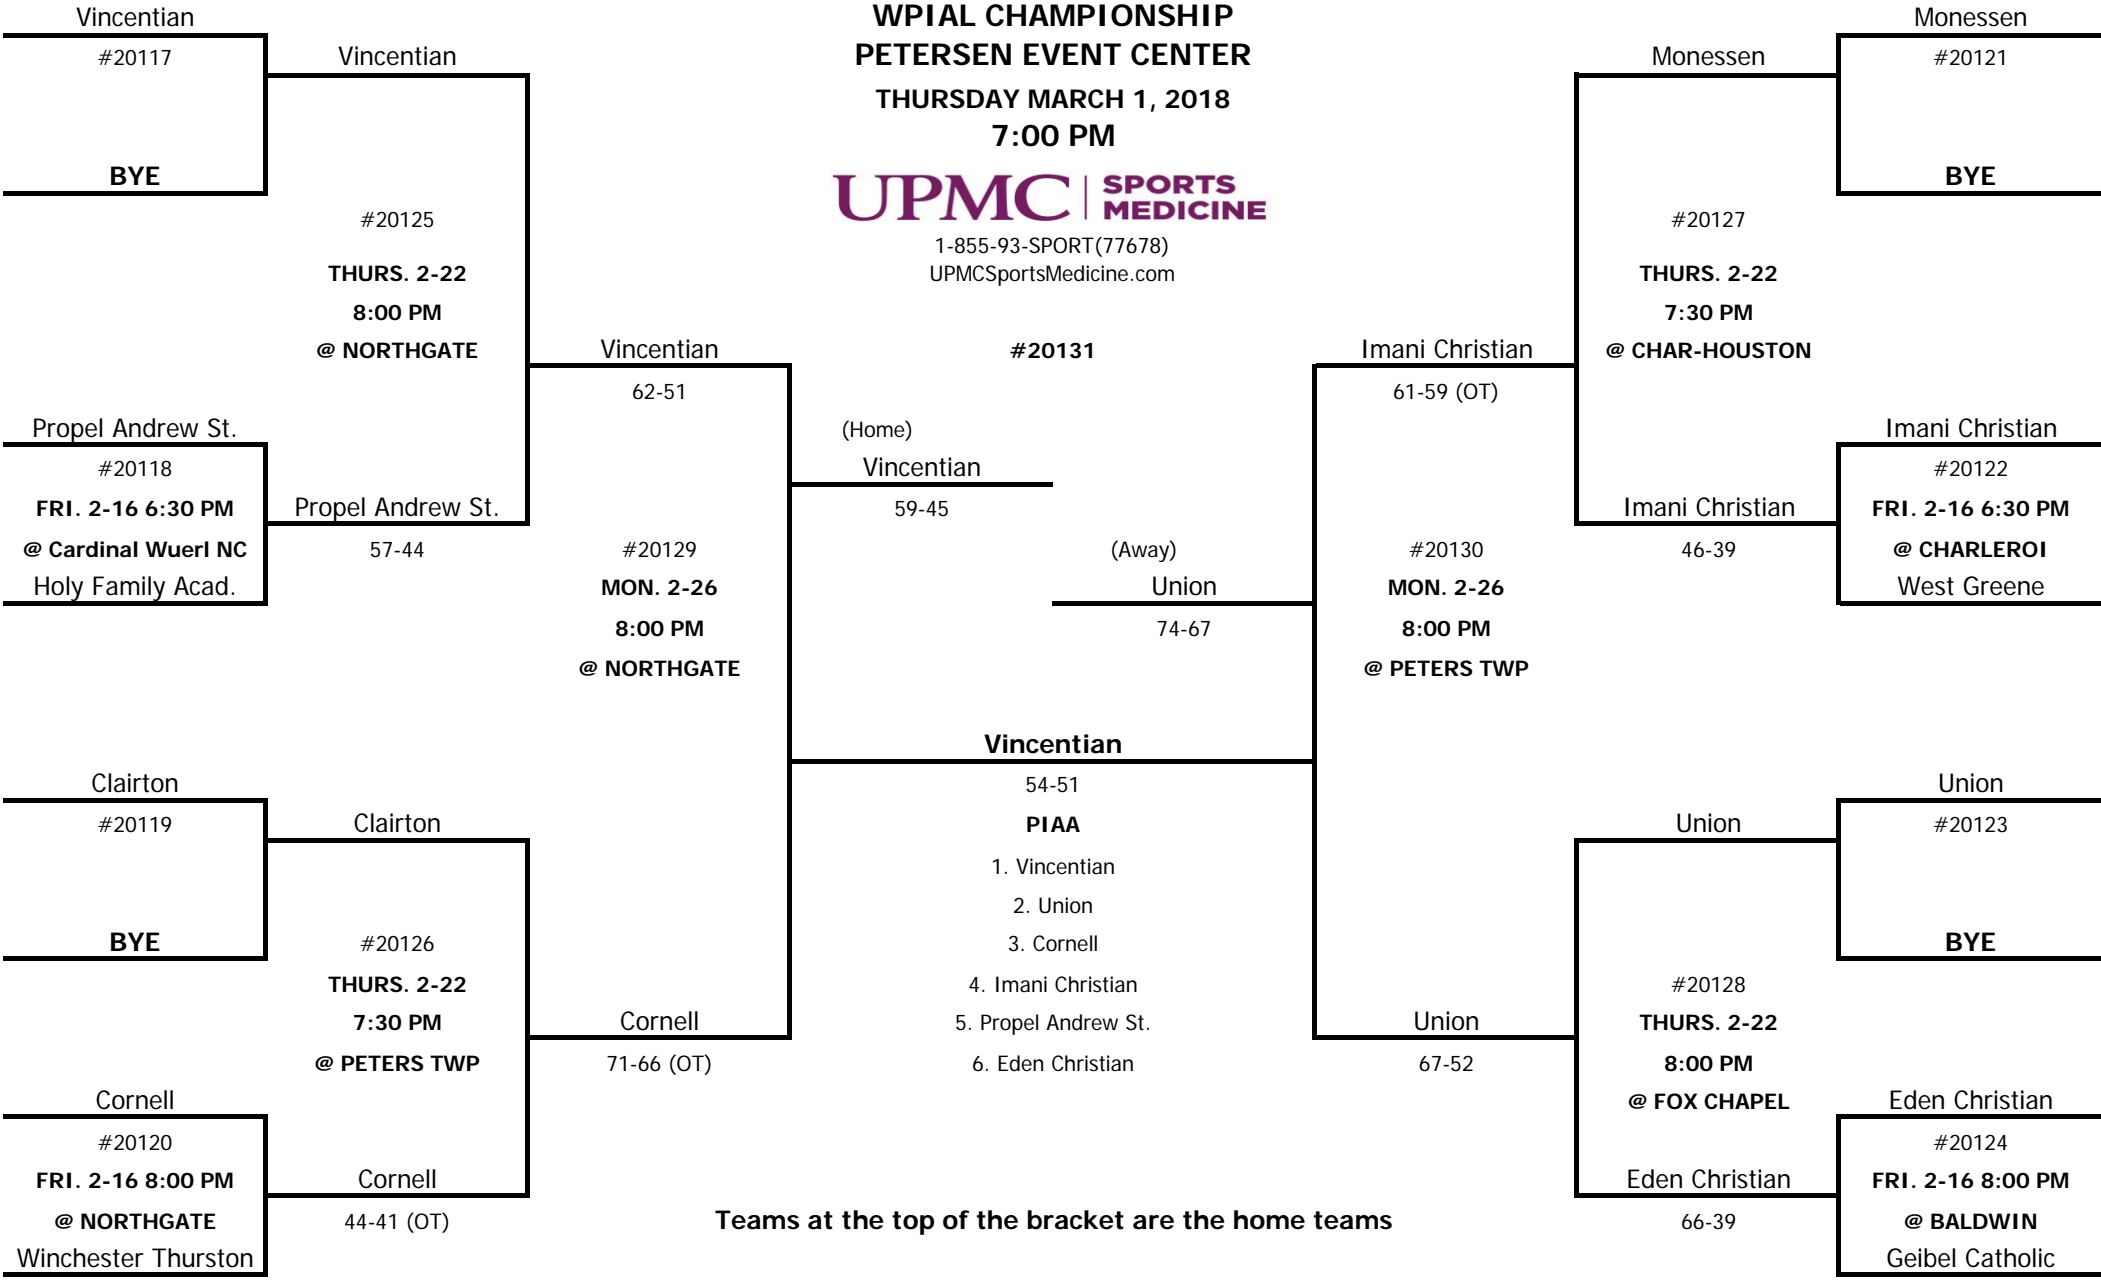 WPIAL CHAMPIONSHIP
PETERSEN EVENT CENTER
THURSDAY MARCH 1, 2018
7:00 PM
UPMC SPORTS MEDICINE
1-855-93-SPORT(77678)
UPMCSportsMedicine.com
#20131
Vincentian
#20117
BYE
Propel Andrew St.
#20118
FRI. 2-16 6:30 PM
@ Cardinal Wuerl NC
Holy Family Acad.
Clairton
#20119
BYE
Cornell
#20120
FRI. 2-16 8:00 PM
@ NORTHGATE
Winchester Thurston
Vincentian
#20125
THURS. 2-22
8:00 PM
@ NORTHGATE
Propel Andrew St.
57-44
Clairton
#20126
THURS. 2-22
7:30 PM
@ PETERS TWP
Cornell
44-41 (OT)
Vincentian
62-51
#20129
MON. 2-26
8:00 PM
@ NORTHGATE
Cornell
71-66 (OT)
(Home)
Vincentian
59-45
(Away)
Union
74-67
Vincentian
54-51
PIAA
1. Vincentian
2. Union
3. Cornell
4. Imani Christian
5. Propel Andrew St.
6. Eden Christian
Imani Christian
61-59 (OT)
#20130
MON. 2-26
8:00 PM
@ PETERS TWP
Union
67-52
Monessen
#20127
THURS. 2-22
7:30 PM
@ CHAR-HOUSTON
Imani Christian
46-39
Union
#20128
THURS. 2-22
8:00 PM
@ FOX CHAPEL
Eden Christian
66-39
Monessen
#20121
BYE
Imani Christian
#20122
FRI. 2-16 6:30 PM
@ CHARLEROI
West Greene
Union
#20123
BYE
Eden Christian
#20124
FRI. 2-16 8:00 PM
@ BALDWIN
Geibel Catholic
Teams at the top of the bracket are the home teams